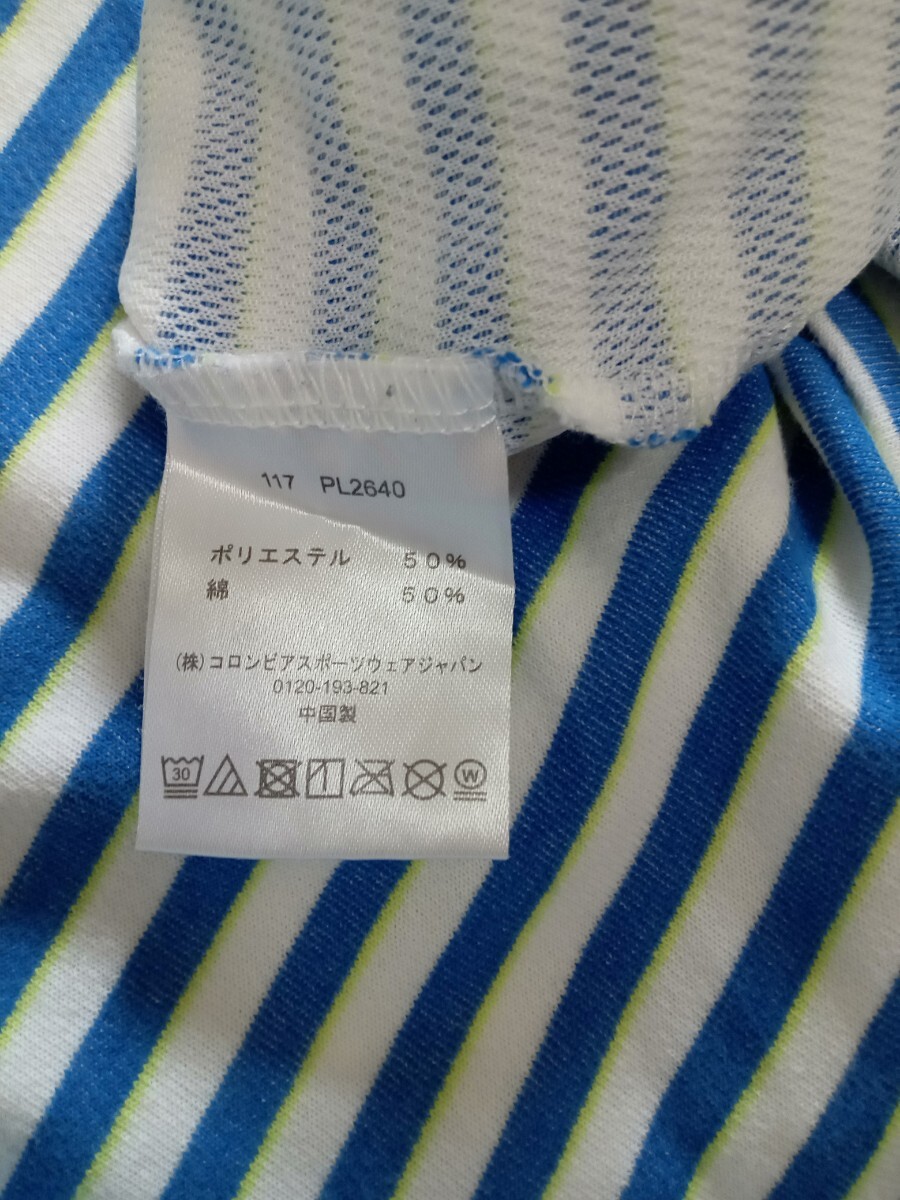 117 PL2640
ポリエステル ５０％
綿 ５０％
(株)コロンビアスポーツウェアジャパン
0120-193-821
中国製
30 W